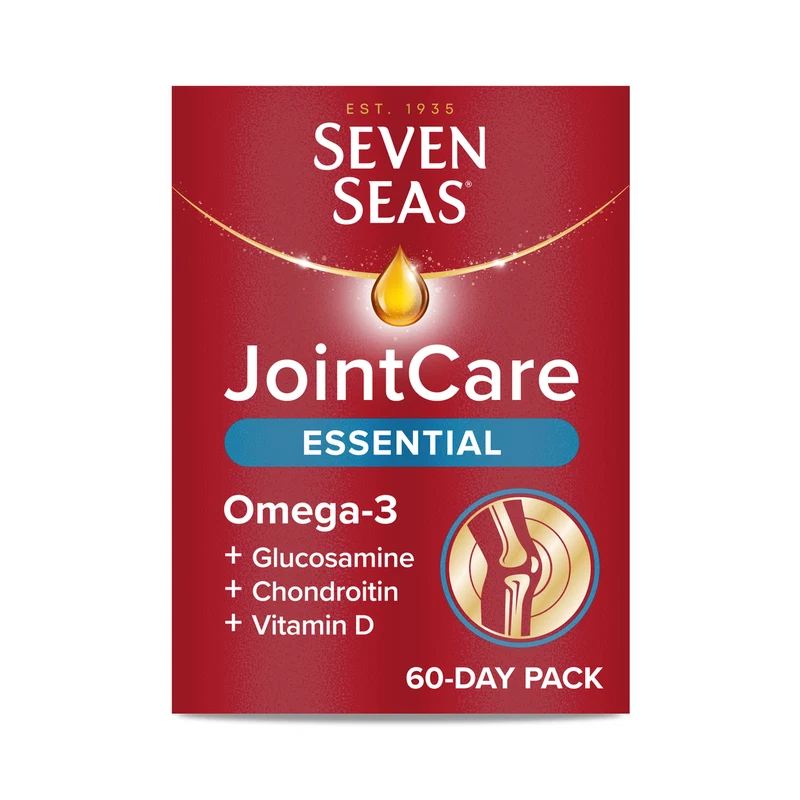 EST. 1935
SEVEN
SEAS®
JointCare
ESSENTIAL
Omega-3
+ Glucosamine
+ Chondroitin
+ Vitamin D
60-DAY PACK